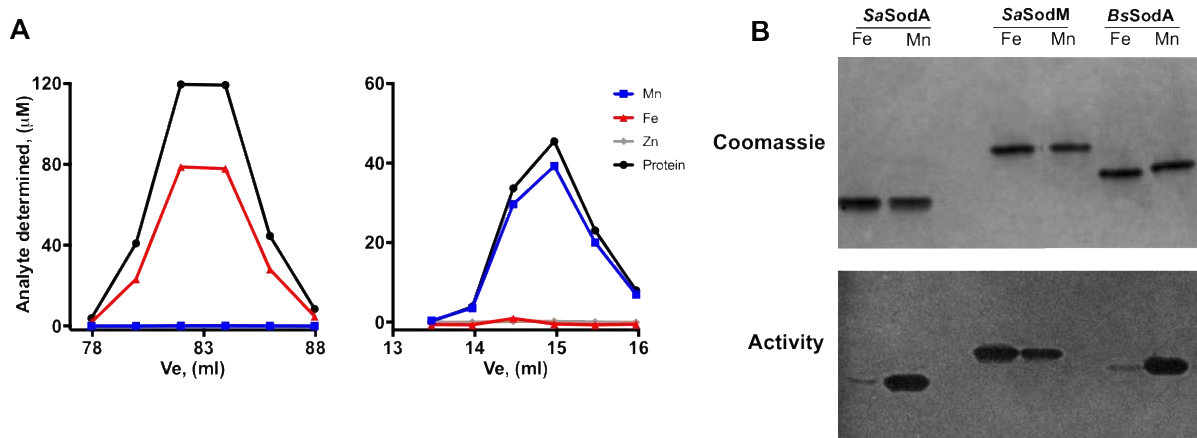 A
Analyte determined, (μM)
120
80
40
0
78
83
88
Ve, (ml)
60
40
20
0
13
14
15
16
Ve, (ml)
Mn
Fe
Zn
Protein
B
SaSodA
SaSodM
BsSodA
Fe Mn Fe Mn Fe Mn
Coomassie
Activity